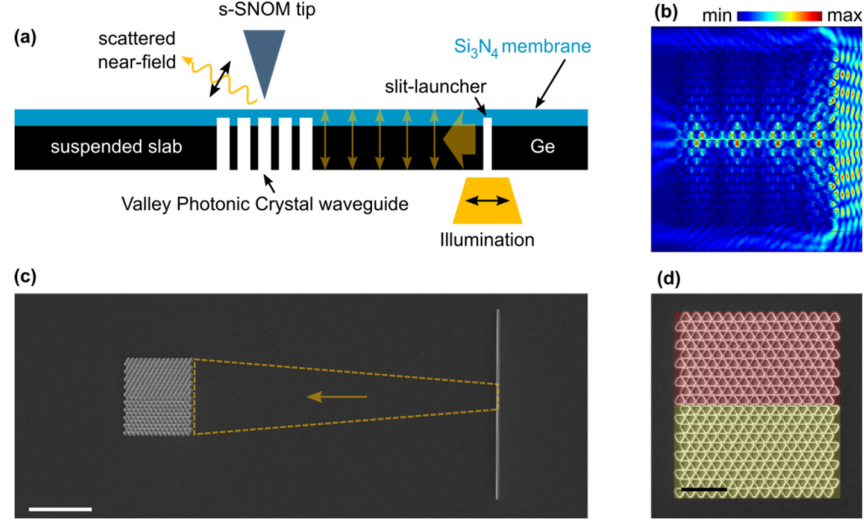 (a)
s-SNOM tip
scattered
near-field
Si₃N₄ membrane
slit-launcher
suspended slab
Ge
Valley Photonic Crystal waveguide
Illumination
(b)
min
max
(c)
(d)